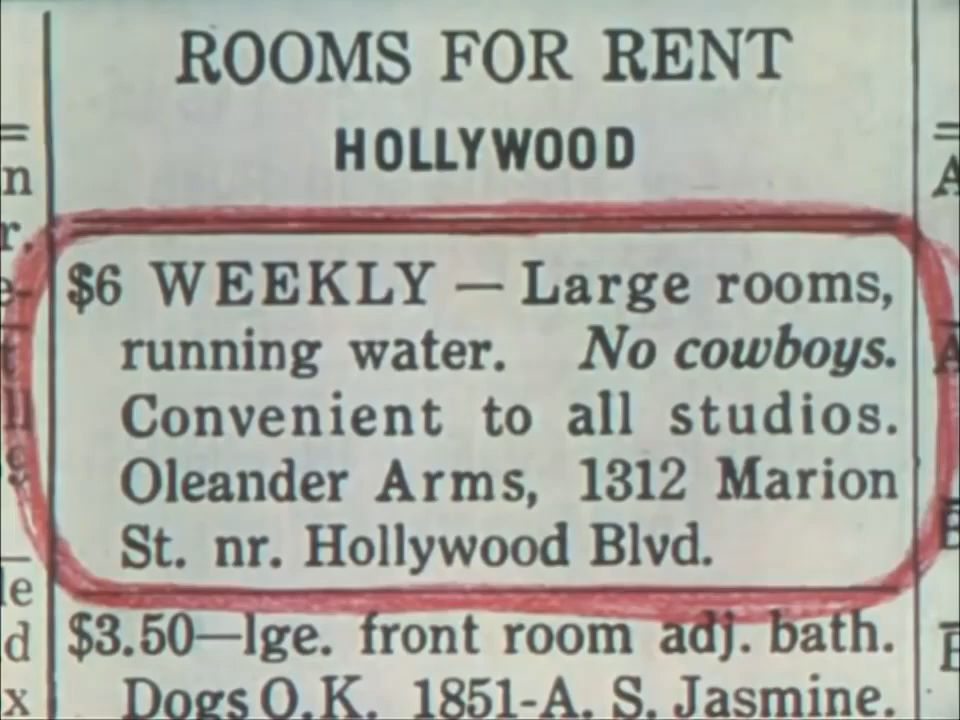 ROOMS FOR RENT
HOLLYWOOD
$6 WEEKLY — Large rooms,
running water. No cowboys.
Convenient to all studios.
Oleander Arms, 1312 Marion
St. nr. Hollywood Blvd.
$3.50—lge. front room adj. bath.
Dogs O.K. 1851-A. S. Jasmine.